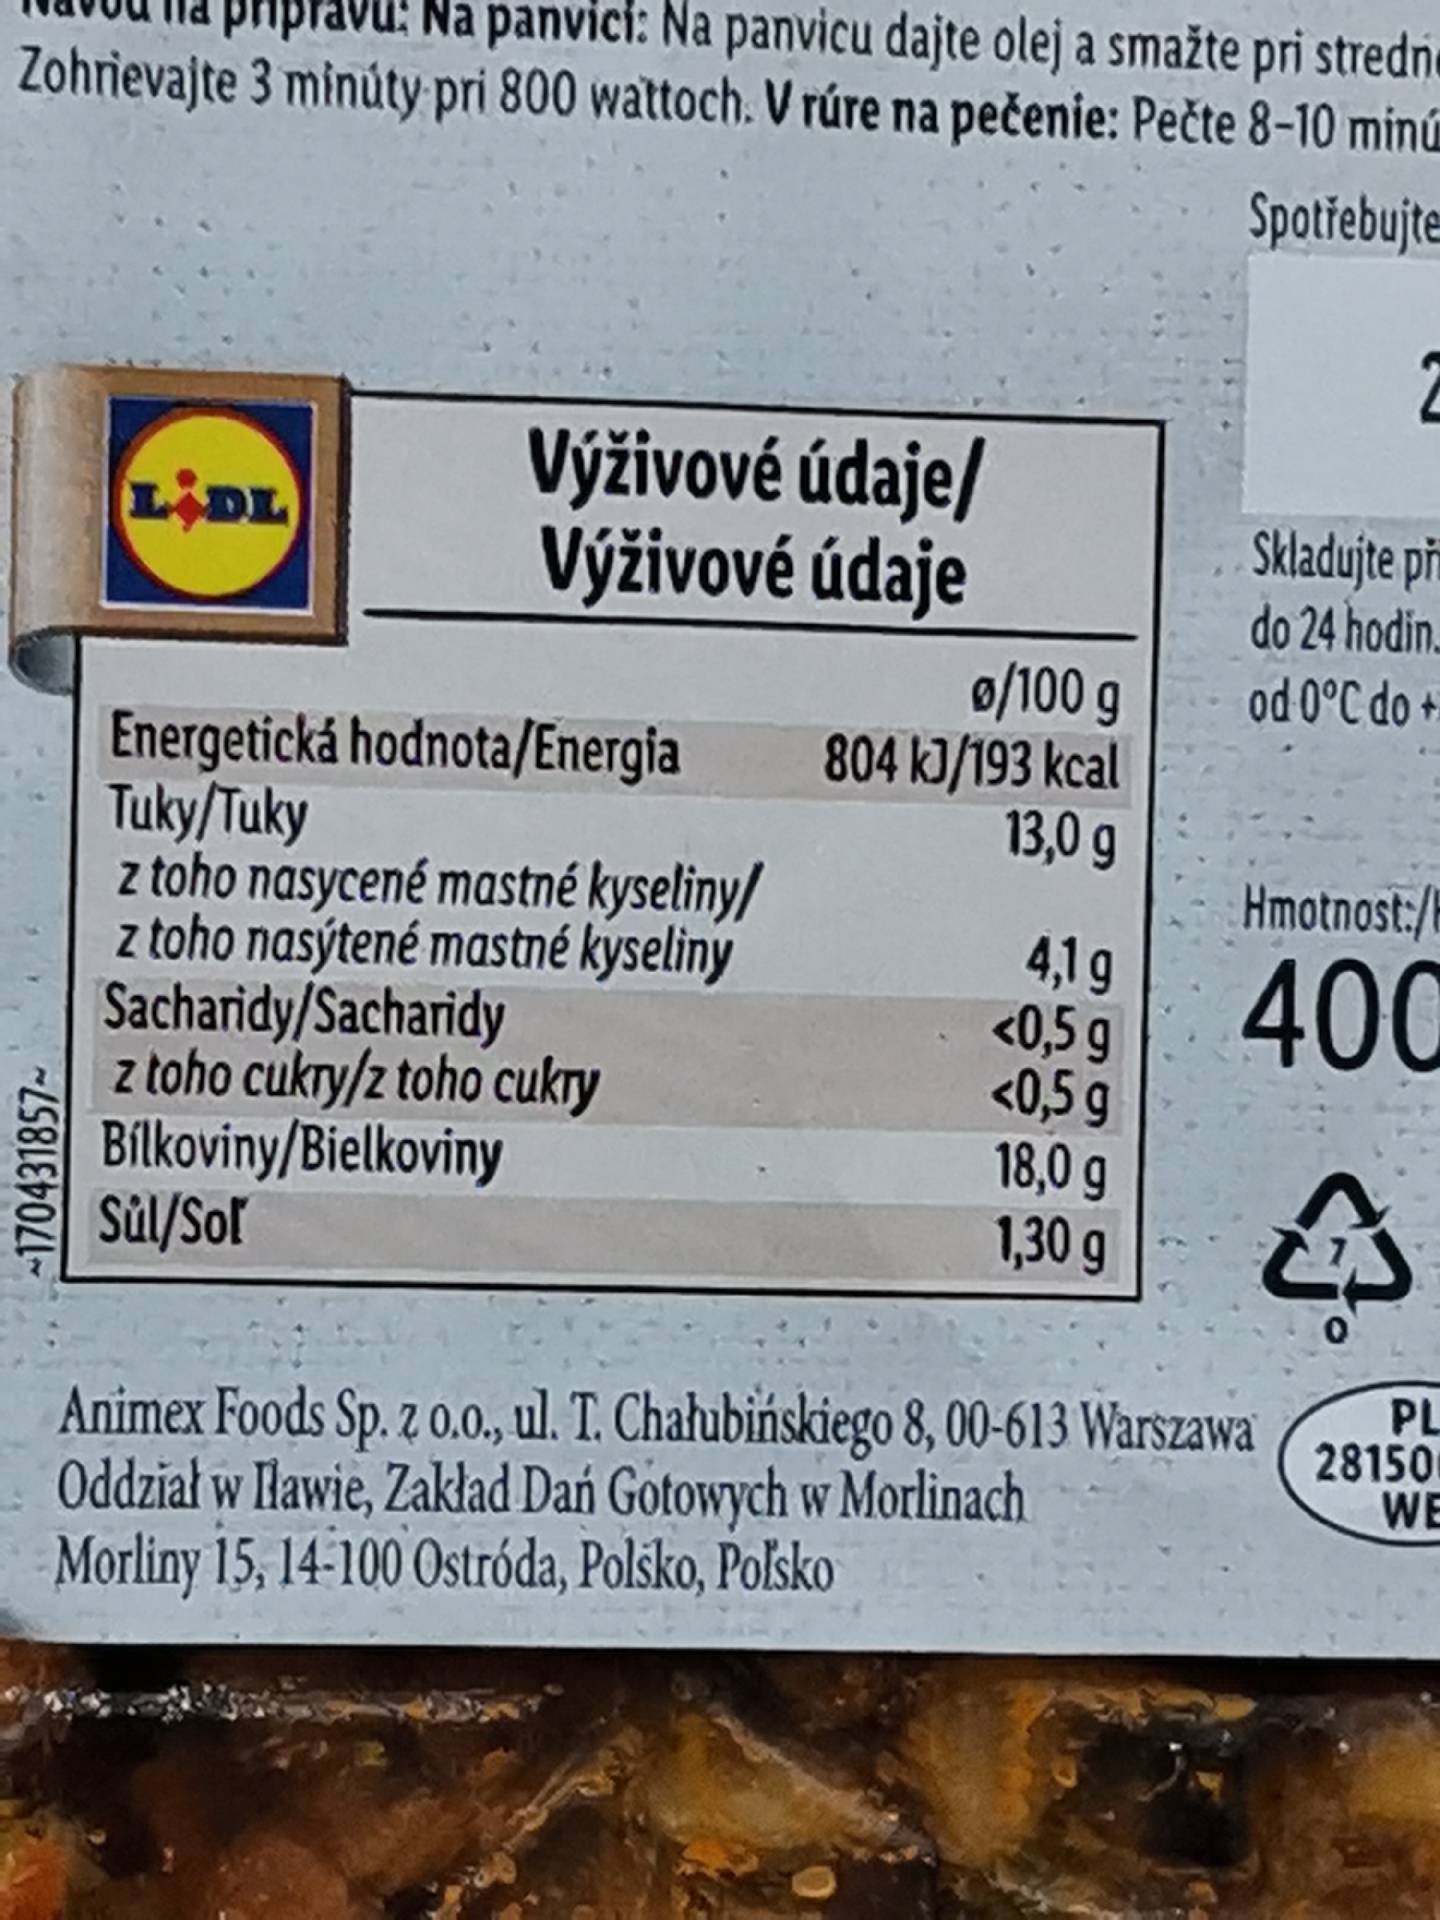 Návod na prípravu: Na panvici: Na panvicu dajte olej a smažte pri
Zohrievajte 3 minúty pri 800 wattoch. V rúre na pečenie: Pečte 8–10
Spotřebujte
LIDL
Výživové údaje/
Výživové údaje
ø/100 g
Energetická hodnota/Energia 804 kJ/193 kcal
Tuky/Tuky 13,0 g
z toho nasycené mastné kyseliny/
z toho nasýtené mastné kyseliny 4,1 g
Sacharidy/Sacharidy <0,5 g
z toho cukry/z toho cukry <0,5 g
Bílkoviny/Bielkoviny 18,0 g
Sůl/Soľ 1,30 g
~170431857~
Skladujte při
do 24 hodin.
od 0°C do +
Hmotnost:/
400
7
O
Animex Foods Sp. z o.o., ul. T. Chałubińskiego 8, 00-613 Warszawa
Oddział w Iławie, Zakład Dań Gotowych w Morlinach
Morliny 15, 14-100 Ostróda, Polsko, Poľsko
PL
28150
WE